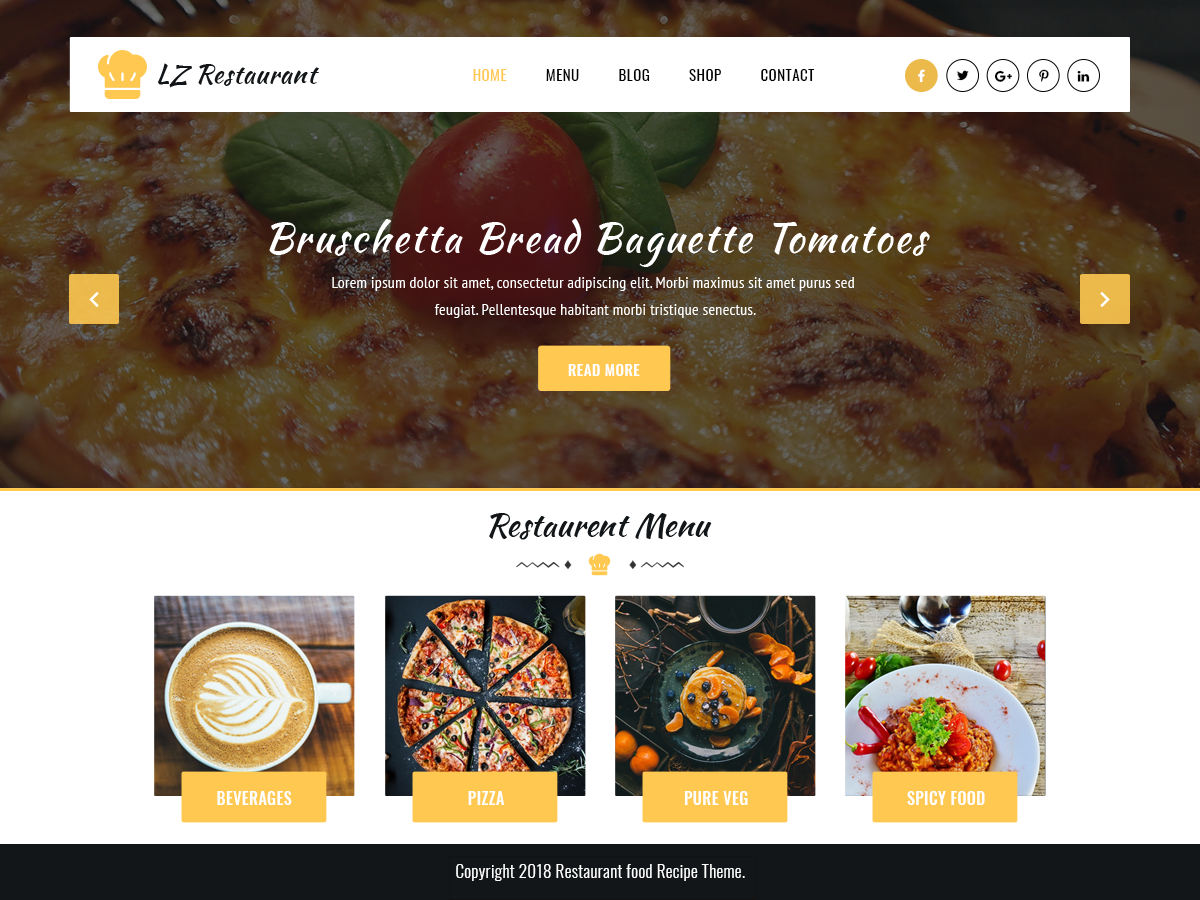 LZ Restaurant
HOME MENU BLOG SHOP CONTACT
Bruschetta Bread Baguette Tomatoes
Lorem ipsum dolor sit amet, consectetur adipiscing elit. Morbi maximus sit amet purus sed
feugiat. Pellentesque habitant morbi tristique senectus.
READ MORE
Restaurent Menu
BEVERAGES
PIZZA
PURE VEG
SPICY FOOD
Copyright 2018 Restaurant food Recipe Theme.